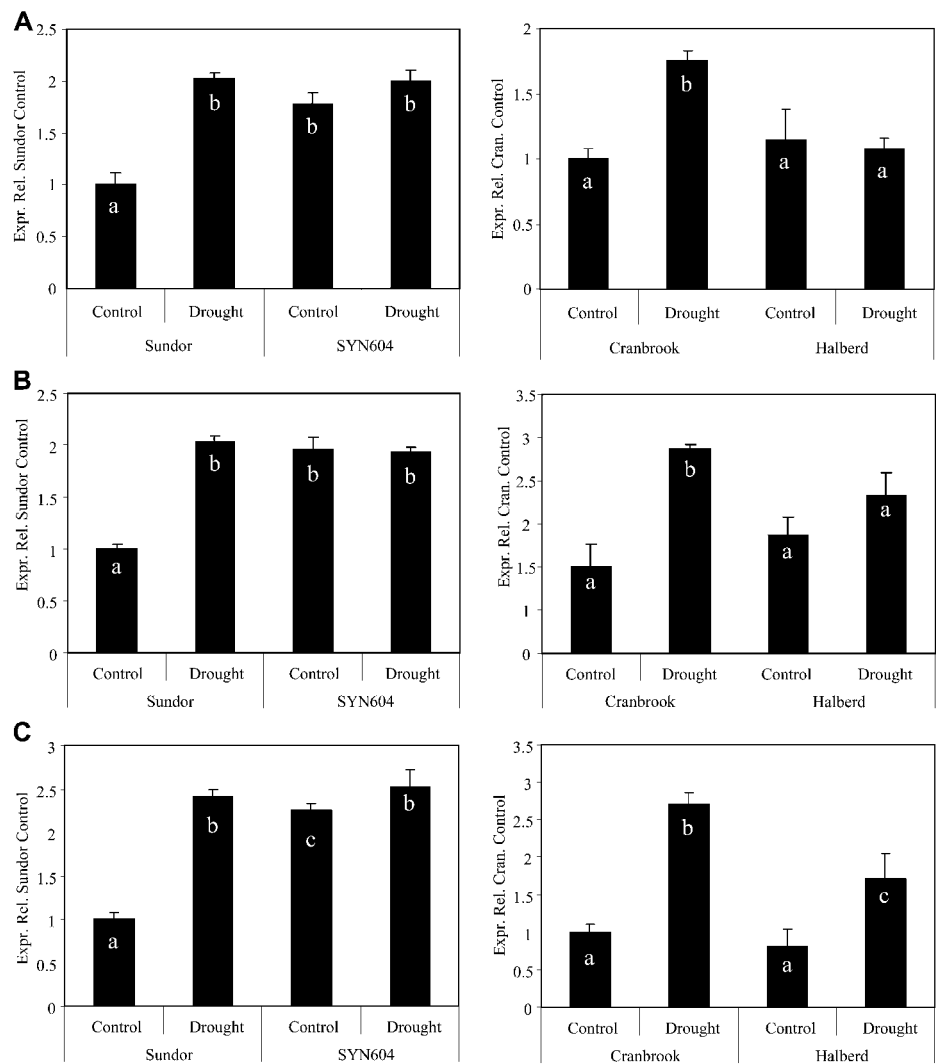 A
Expr. Rel. Sundor Control
2.5
2
1.5
1
0.5
0
a
b
b
b
Control
Drought
Control
Drought
Sundor
SYN604
Expr. Rel. Cran. Control
2
1.5
1
0.5
0
a
b
a
a
Control
Drought
Control
Drought
Cranbrook
Halberd
B
Expr. Rel. Sundor Control
2.5
2
1.5
1
0.5
0
a
b
b
b
Control
Drought
Control
Drought
Sundor
SYN604
Expr. Rel. Cran. Control
3.5
3
2.5
2
1.5
1
0
a
b
a
a
Control
Drought
Control
Drought
Cranbrook
Halberd
C
Expr. Rel. Sundor Control
3
2.5
2
1.5
1
0.5
0
a
b
c
b
Control
Drought
Control
Drought
Sundor
SYN604
Expr. Rel. Cran. Control
3.5
3
2.5
2
1.5
1
0.5
0
a
b
a
c
Control
Drought
Control
Drought
Cranbrook
Halberd